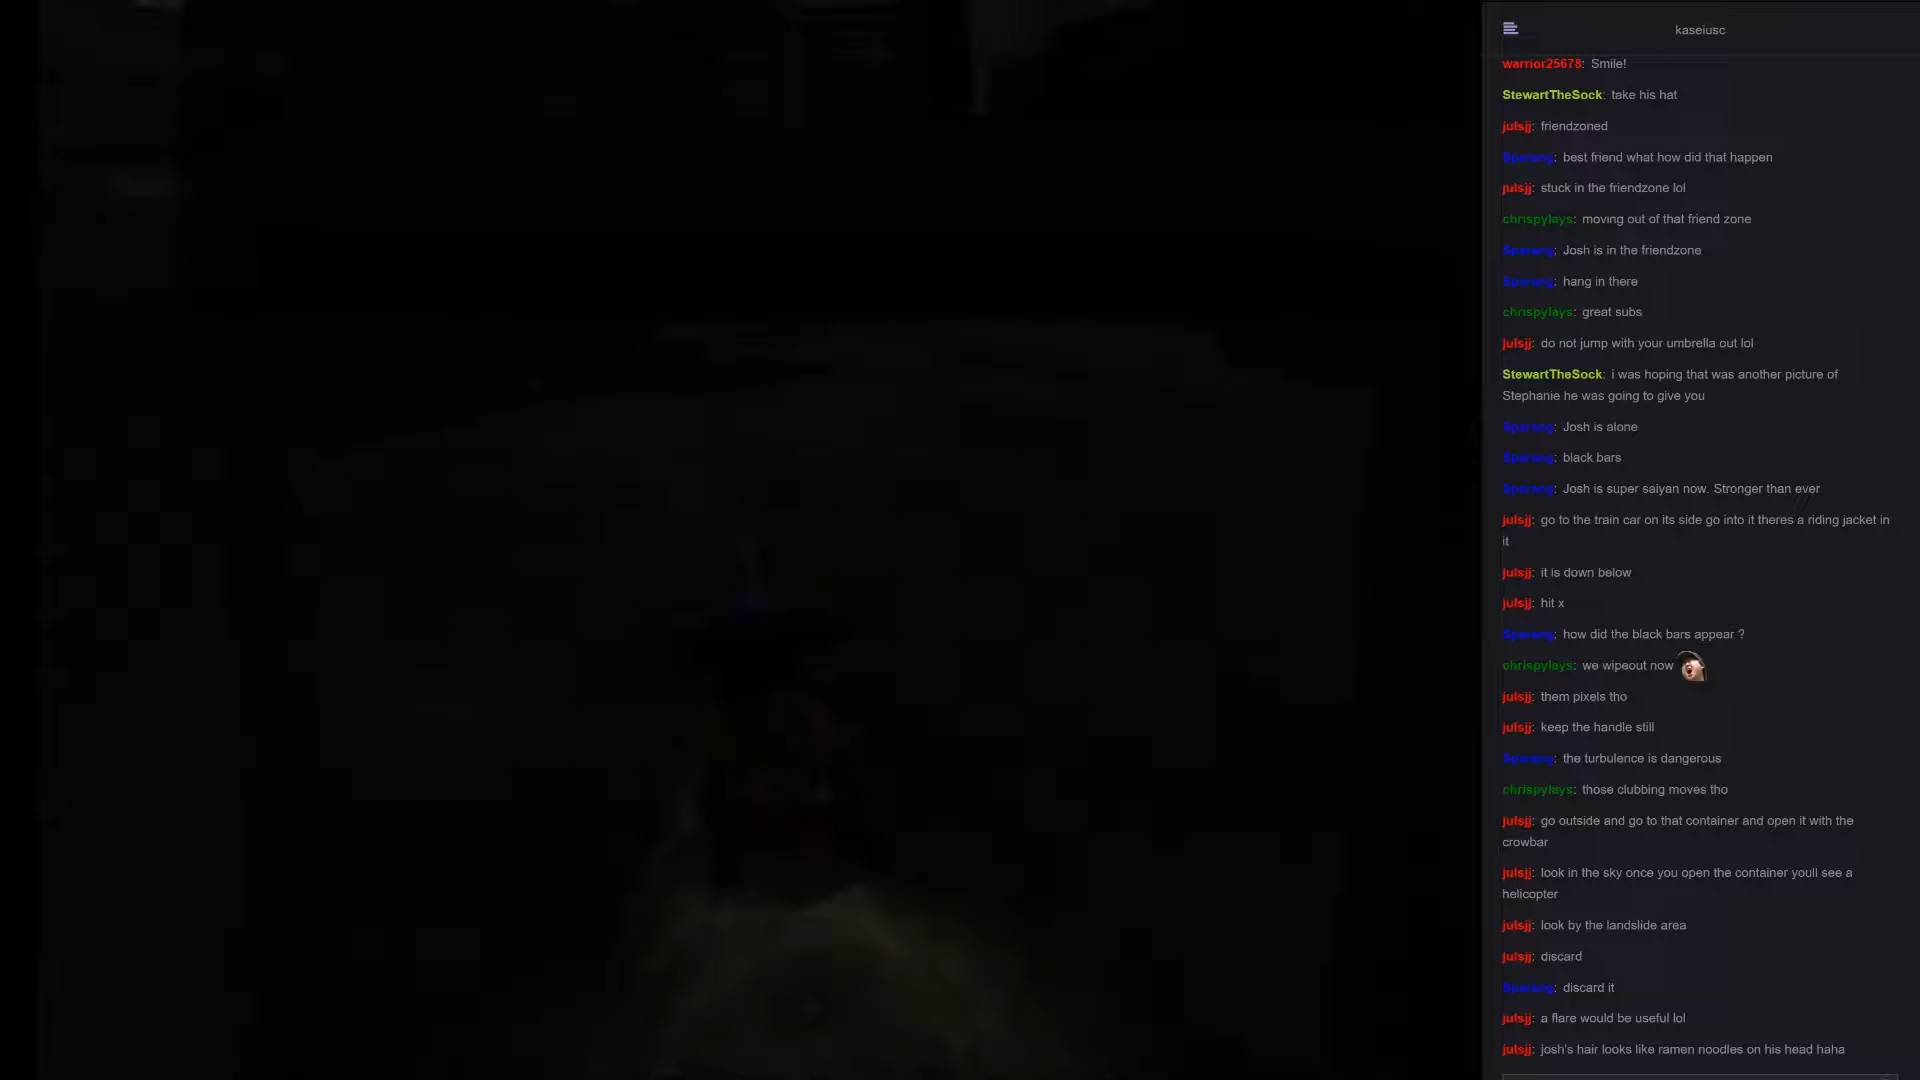 kaseiusc
warrior25678: Smile!
StewartTheSock: take his hat
julsjj: friendzoned
Sparang: best friend what how did that happen
julsjj: stuck in the friendzone lol
chrispylays: moving out of that friend zone
Sparang: Josh is in the friendzone
Sparang: hang in there
chrispylays: great subs
julsjj: do not jump with your umbrella out lol
StewartTheSock: i was hoping that was another picture of
Stephanie he was going to give you
Sparang: Josh is alone
Sparang: black bars
Sparang: Josh is super saiyan now. Stronger than ever
julsjj: go to the train car on its side go into it theres a riding jacket in
it
julsjj: it is down below
julsjj: hit x
Sparang: how did the black bars appear ?
chrispylays: we wipeout now
julsjj: them pixels tho
julsjj: keep the handle still
Sparang: the turbulence is dangerous
chrispylays: those clubbing moves tho
julsjj: go outside and go to that container and open it with the
crowbar
julsjj: look in the sky once you open the container youll see a
helicopter
julsjj: look by the landslide area
julsjj: discard
Sparang: discard it
julsjj: a flare would be useful lol
julsjj: josh's hair looks like ramen noodles on his head haha